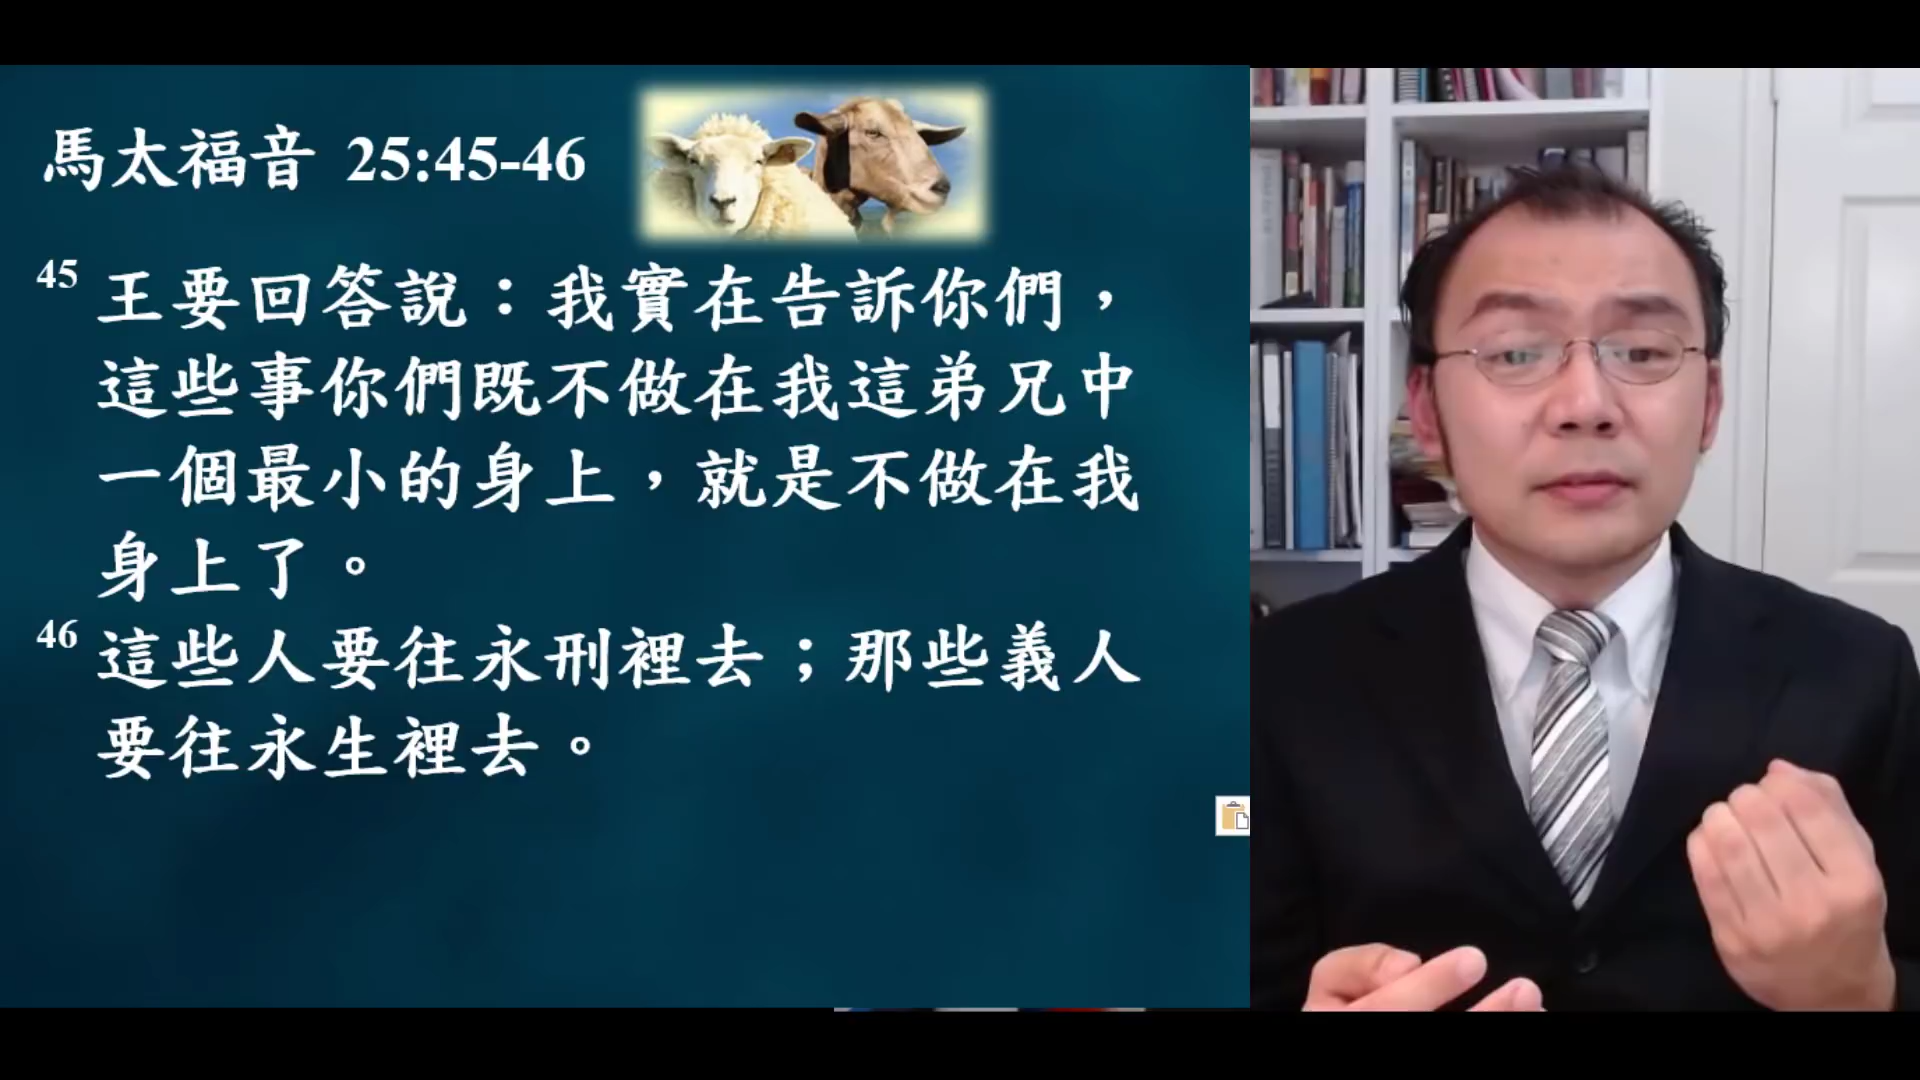 馬太福音 25:45-46
45 王要回答說：我實在告訴你們，
這些事你們既不做在我這弟兄中
一個最小的身上，就是不做在我
身上了。
46 這些人要往永刑裡去；那些義人
要往永生裡去。